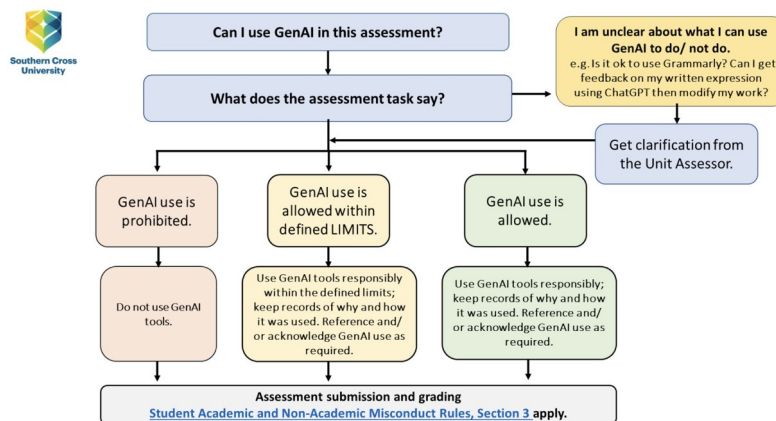 Southern Cross
University
Can I use GenAI in this assessment?
I am unclear about what I can use
GenAI to do/ not do.
e.g. Is it ok to use Grammarly? Can I get
feedback on my written expression
using ChatGPT then modify my work?
What does the assessment task say?
Get clarification from
the Unit Assessor.
GenAI use is
prohibited.
GenAI use is
allowed within
defined LIMITS.
GenAI use is
allowed.
Do not use GenAI
tools.
Use GenAI tools responsibly
within the defined limits;
keep records of why and how
it was used. Reference and/
or acknowledge GenAI use as
required.
Use GenAI tools responsibly;
keep records of why and how
it was used. Reference and/
or acknowledge GenAI use as
required.
Assessment submission and grading
Student Academic and Non-Academic Misconduct Rules, Section 3 apply.